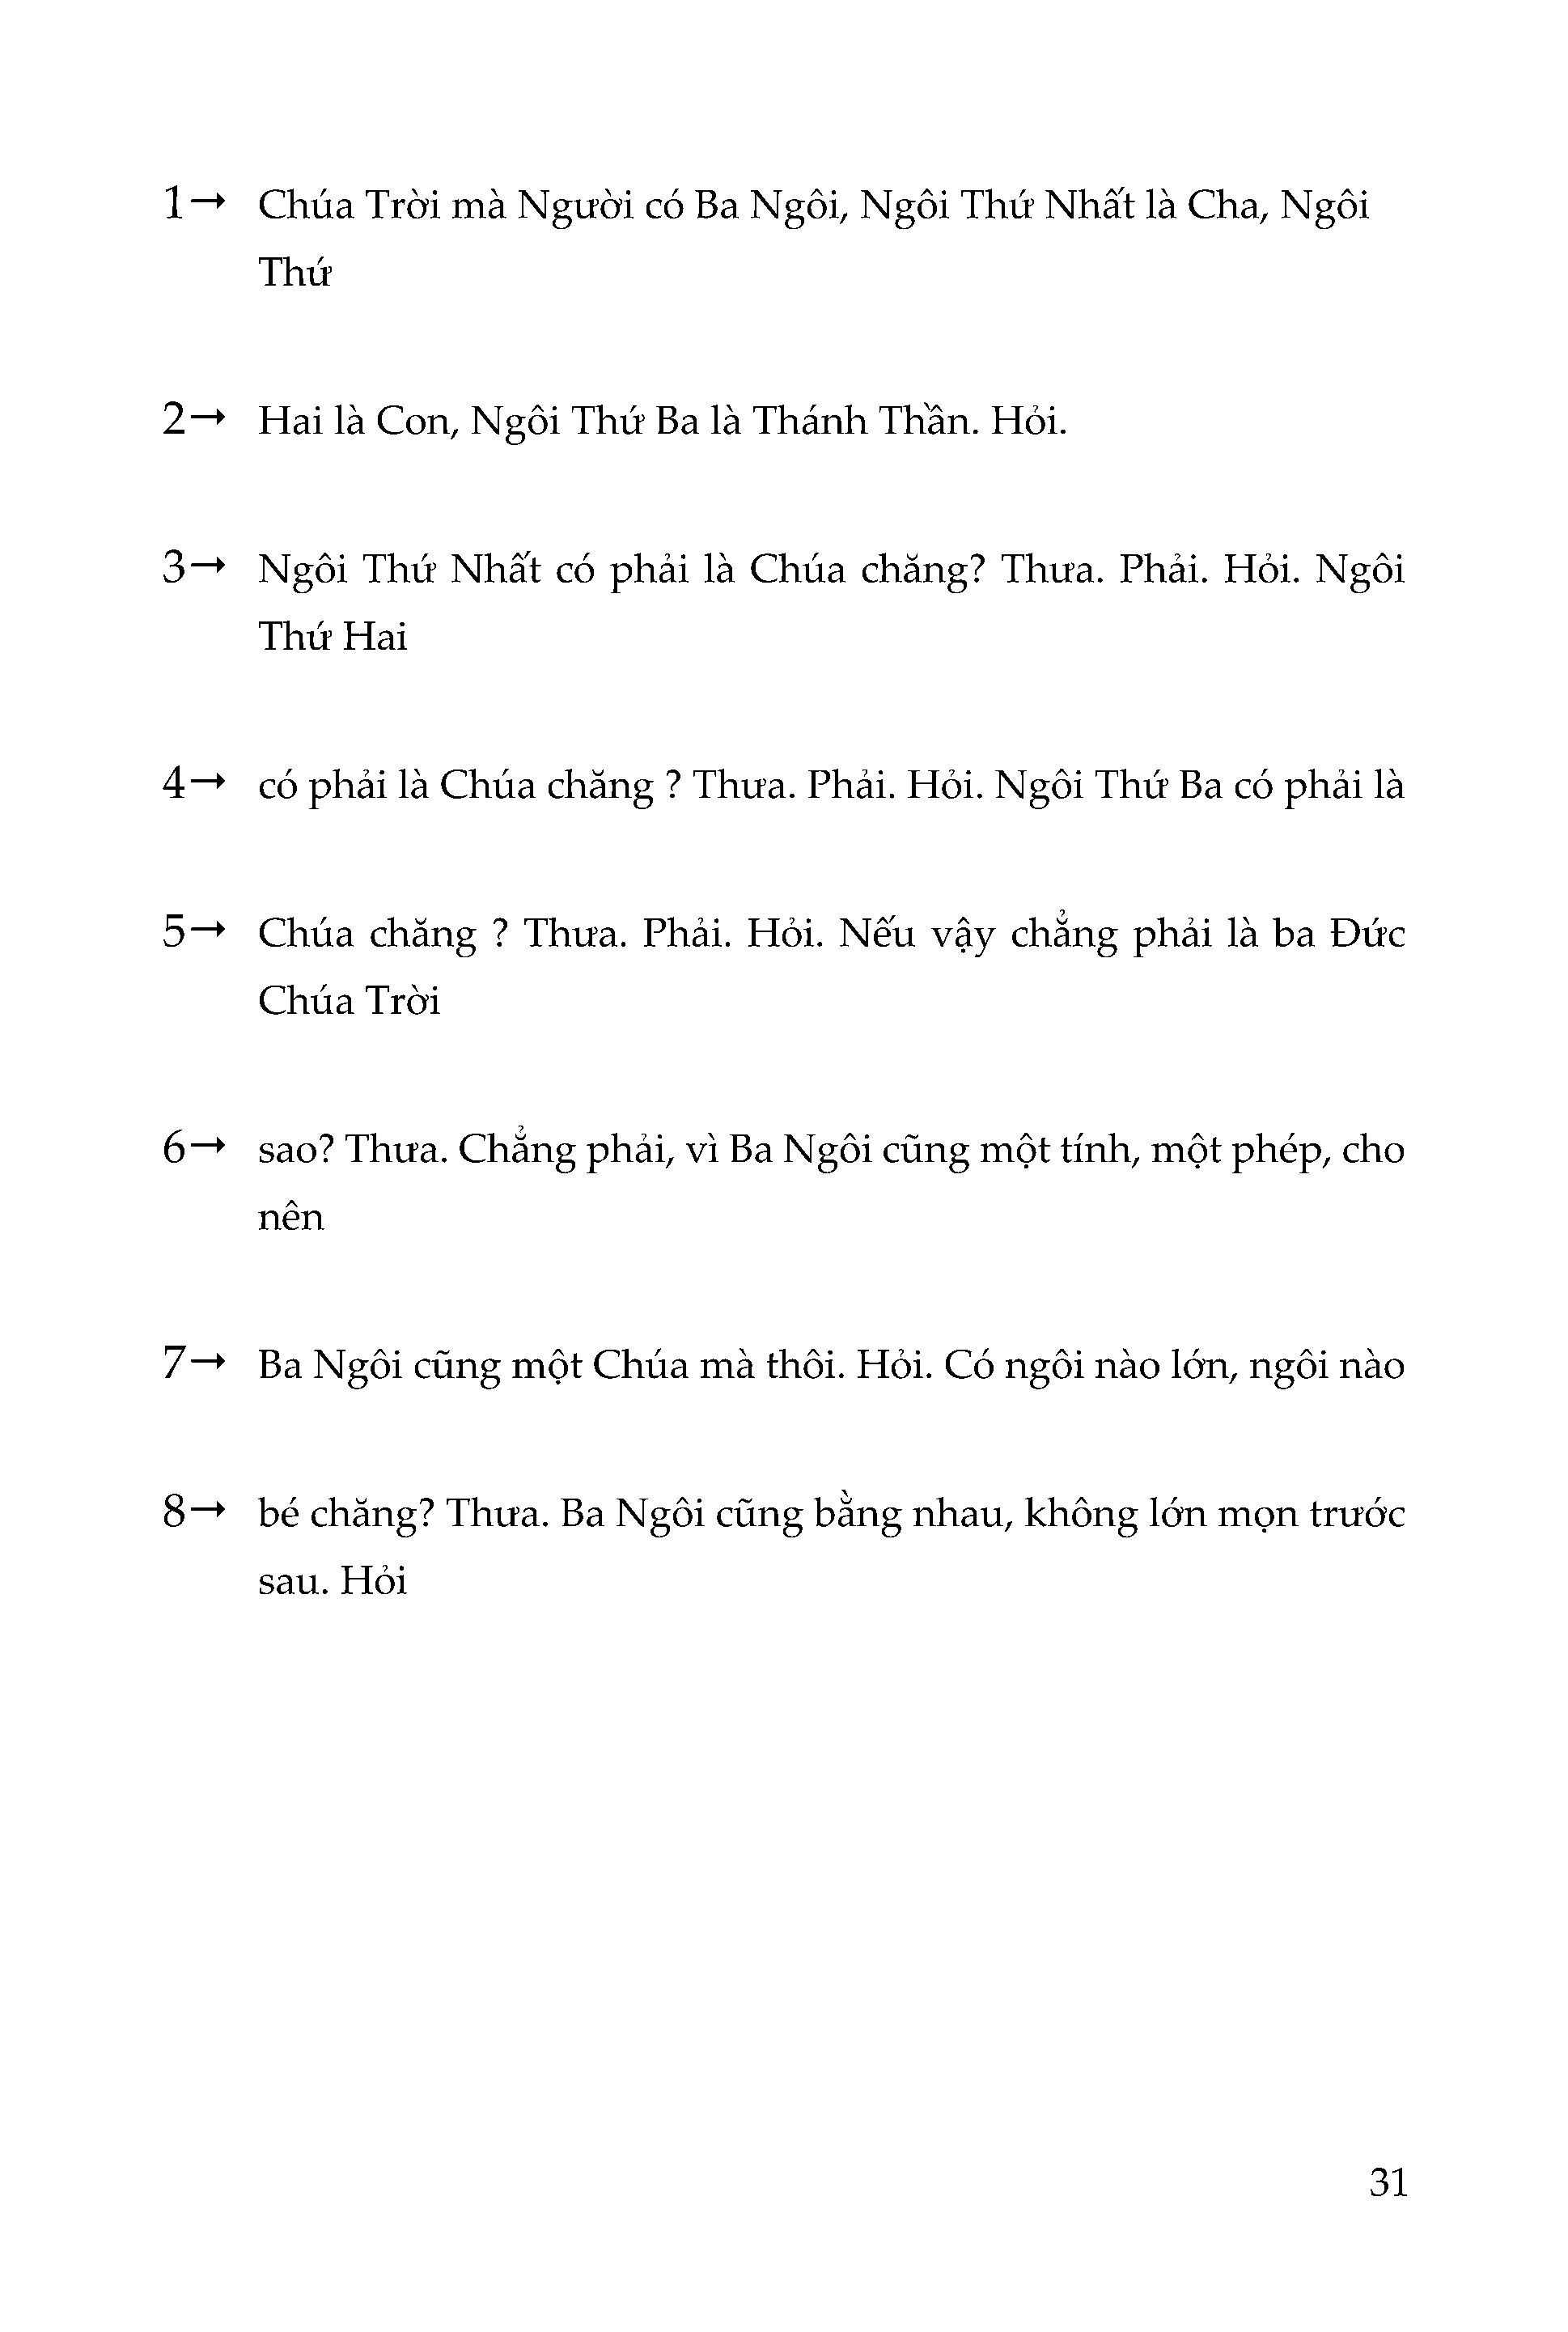 1→ Chúa Trời mà Người có Ba Ngôi, Ngôi Thứ Nhất là Cha, Ngôi
Thứ
2→ Hai là Con, Ngôi Thứ Ba là Thánh Thần. Hỏi.
3→ Ngôi Thứ Nhất có phải là Chúa chăng? Thưa. Phải. Hỏi. Ngôi
Thứ Hai
4→ có phải là Chúa chăng ? Thưa. Phải. Hỏi. Ngôi Thứ Ba có phải là
5→ Chúa chăng ? Thưa. Phải. Hỏi. Nếu vậy chẳng phải là ba Đức
Chúa Trời
6→ sao? Thưa. Chẳng phải, vì Ba Ngôi cũng một tính, một phép, cho
nên
7→ Ba Ngôi cũng một Chúa mà thôi. Hỏi. Có ngôi nào lớn, ngôi nào
8→ bé chăng? Thưa. Ba Ngôi cũng bằng nhau, không lớn mọn trước
sau. Hỏi
31